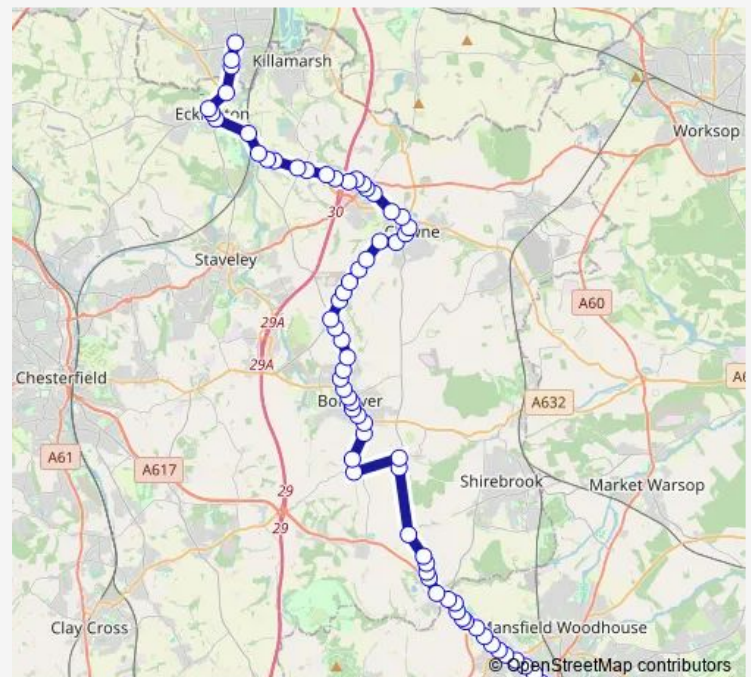 Killamarsh
Worksop
30
Staveley
A60
29A
29A
Chesterfield
A632
A61
A617
Shirebrook
Market Warsop
29
29
Clay Cross
Mansfield Woodhouse
© OpenStreetMap contributors